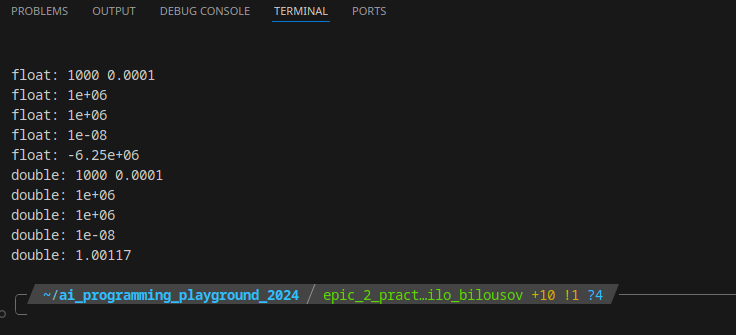 PROBLEMS OUTPUT DEBUG CONSOLE TERMINAL PORTS
float: 1000 0.0001
float: 1e+06
float: 1e+06
float: 1e-08
float: -6.25e+06
double: 1000 0.0001
double: 1e+06
double: 1e+06
double: 1e-08
double: 1.00117
~/ai_programming_playground_2024 epic_2_pract…ilo_bilousov +10 !1 ?4